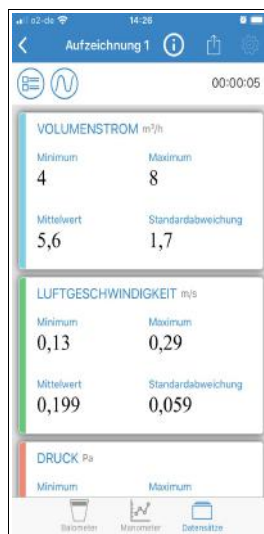 o2-de 14:26
Aufzeichnung 1
00:00:05
VOLUMENSTROM m³/h
Minimum Maximum
4 8
Mittelwert Standardabweichung
5,6 1,7
LUFTGESCHWINDIGKEIT m/s
Minimum Maximum
0,13 0,29
Mittelwert Standardabweichung
0,199 0,059
DRUCK Pa
Minimum Maximum
Balometer Manometer Datensätze